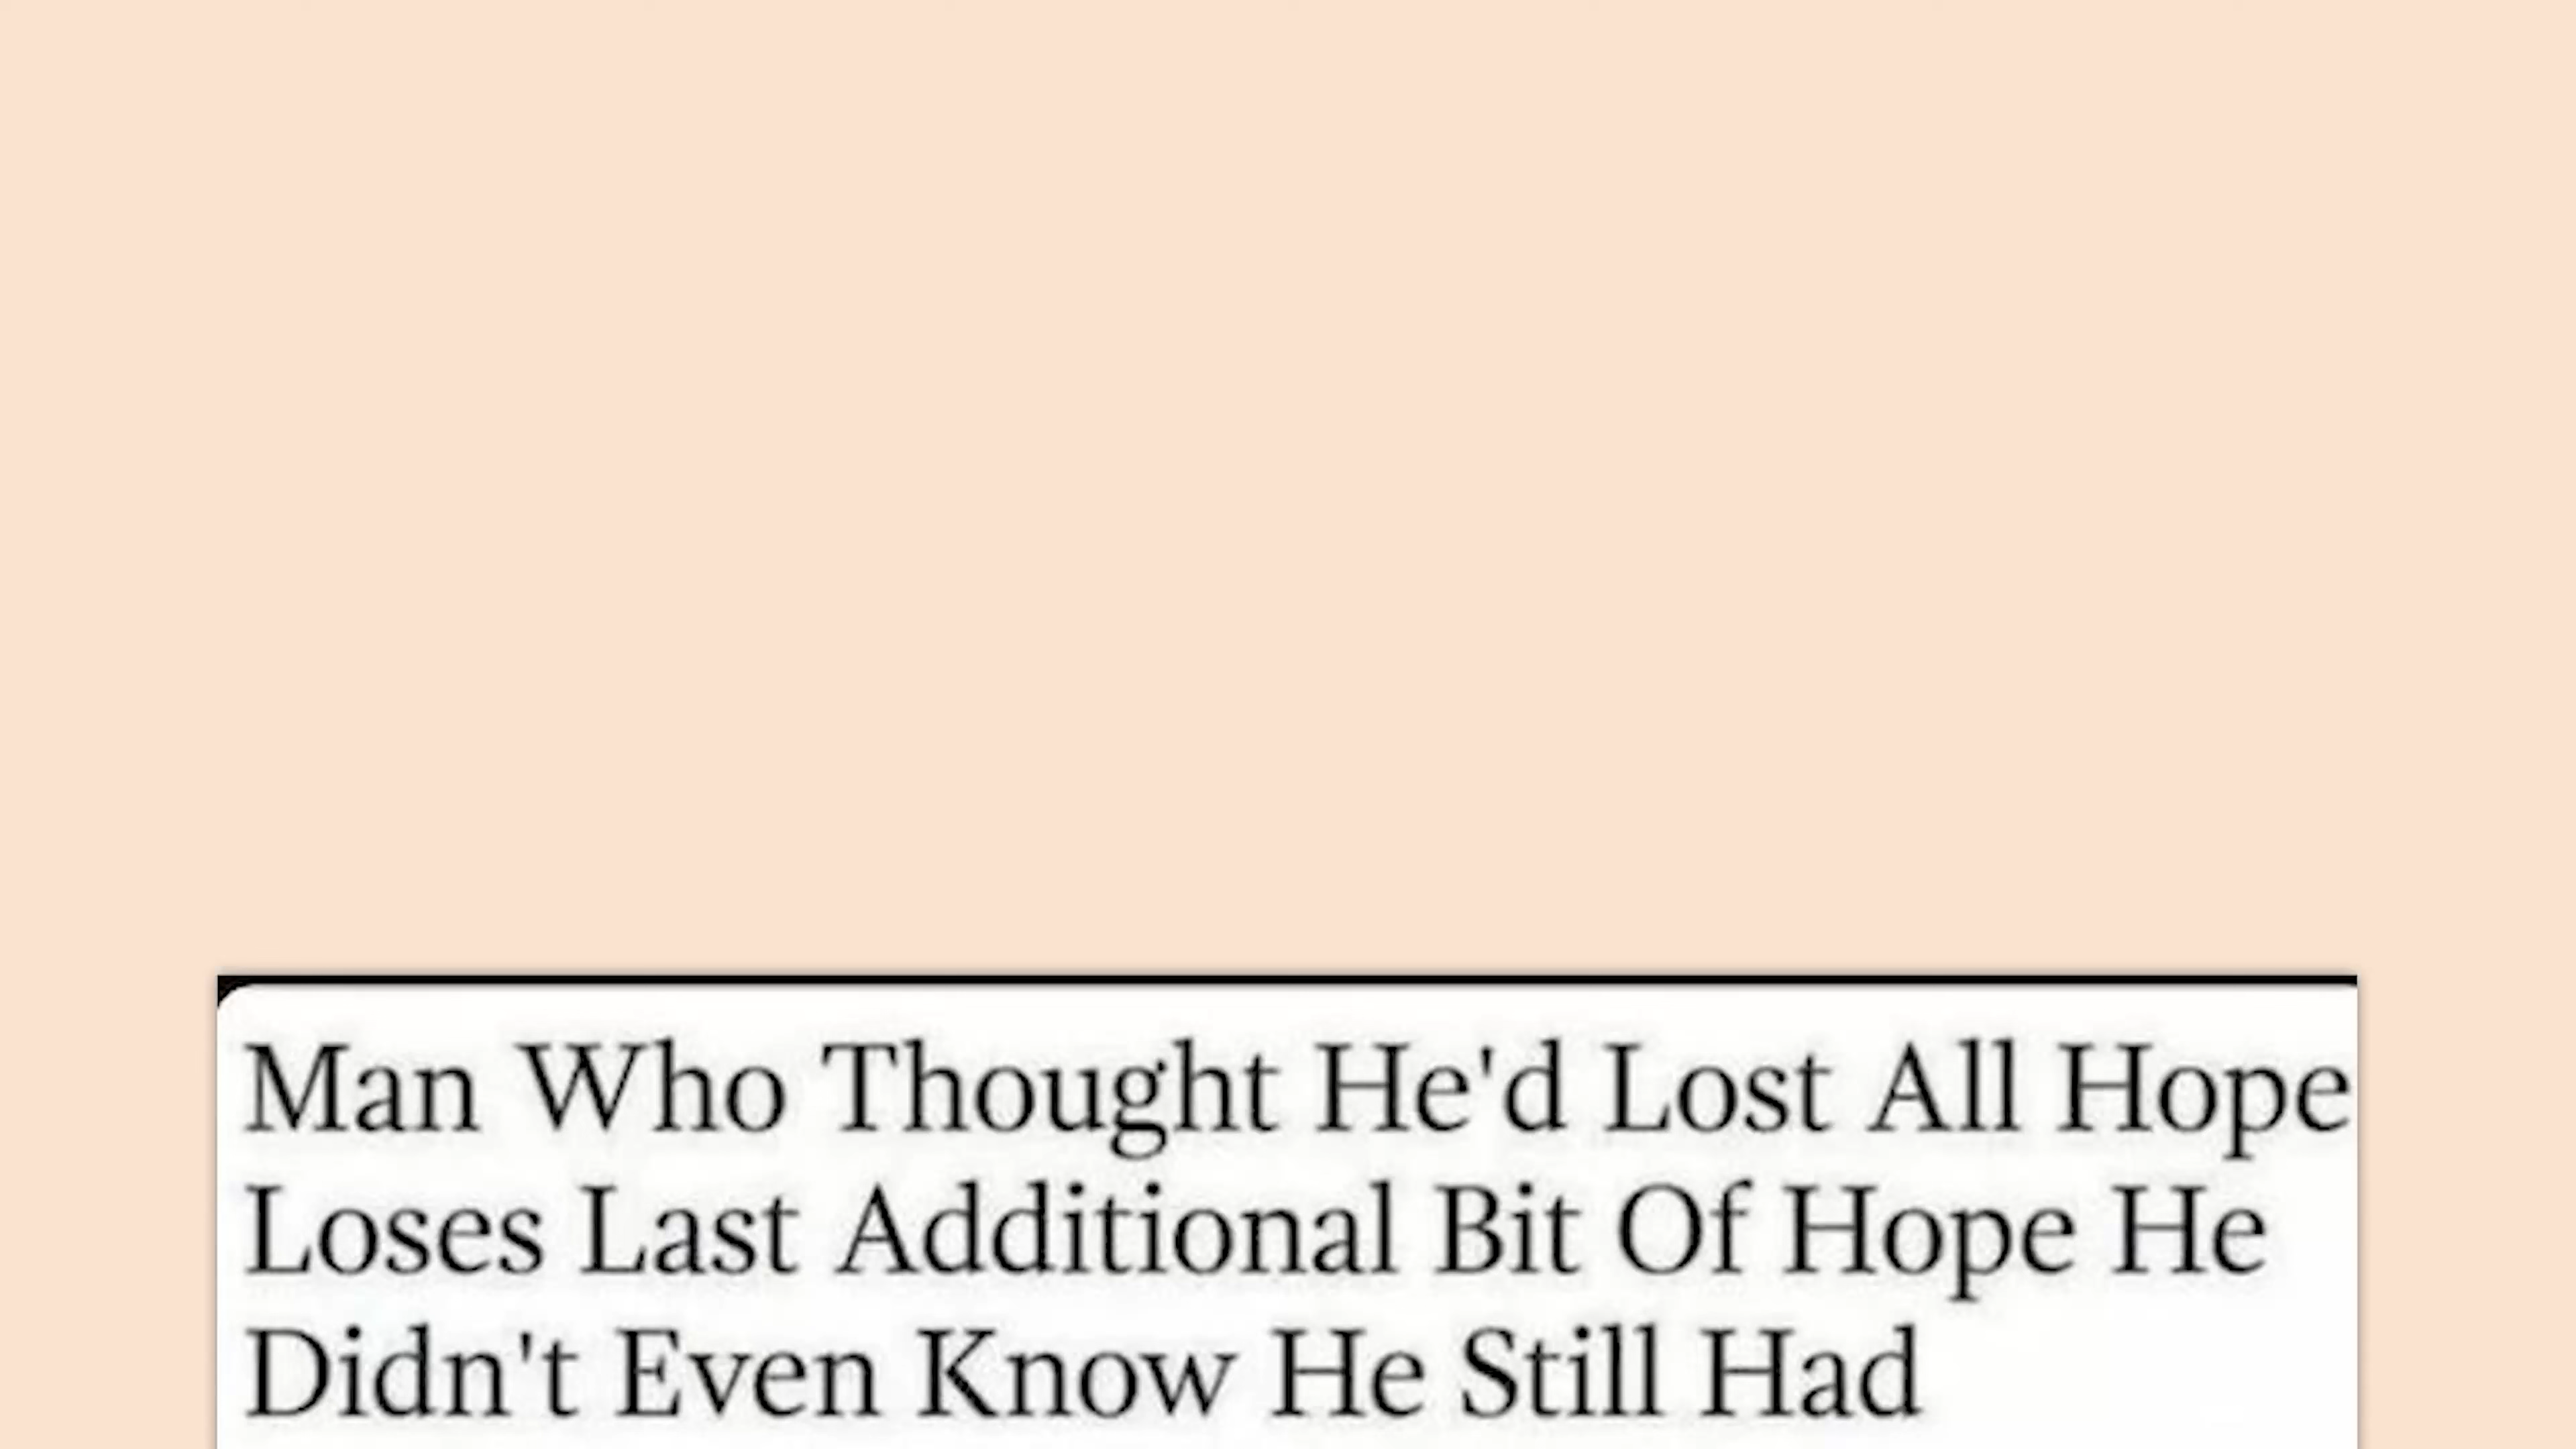 Man Who Thought He'd Lost All Hope
Loses Last Additional Bit Of Hope He
Didn't Even Know He Still Had